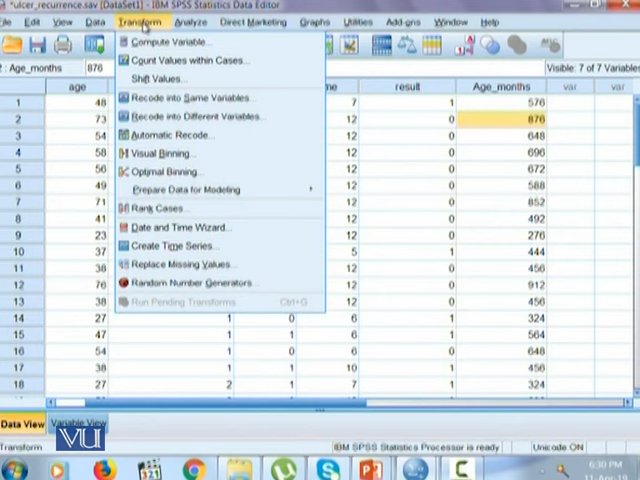 *ulcer_recurrence.sav [DataSet1] - IBM SPSS Statistics Data Editor
File Edit View Data Transform Analyze Direct Marketing Graphs Utilities Add-ons Window Help
: Age_months 876 Visible: 7 of 7 Variables
Compute Variable...
Count Values within Cases...
Shift Values...
Recode into Same Variables...
Recode into Different Variables...
Automatic Recode...
Visual Binning...
Optimal Binning...
Prepare Data for Modeling
Rank Cases...
Date and Time Wizard...
Create Time Series...
Replace Missing Values...
Random Number Generators...
Run Pending Transforms Ctrl+G
age me result Age_months var var
1 48 7 1 576
2 73 12 0 876
3 54 12 0 648
4 58 12 0 696
5 56 12 0 672
6 49 12 0 588
7 71 12 0 852
8 41 12 0 492
9 23 12 0 276
10 37 5 1 444
11 38 12 0 456
12 76 12 0 912
13 38 12 0 456
14 27 1 0 6 1 324
15 47 1 1 6 1 564
16 54 1 0 6 0 648
17 38 1 1 10 1 456
18 27 2 1 7 1 324
Data View Variable View
VU
Transform IBM SPSS Statistics Processor is ready Unicode:ON
6:30 PM
11-Apr-19